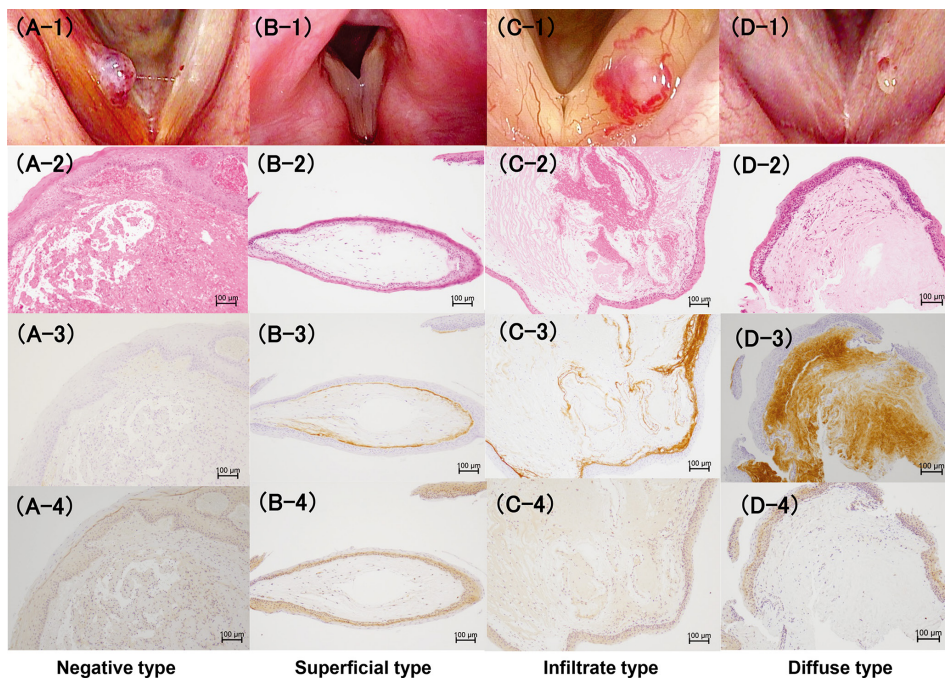 (A-1) (B-1) (C-1) (D-1)
(A-2) (B-2) (C-2) (D-2)
100 μm 100 μm 100 μm 100 μm
(A-3) (B-3) (C-3) (D-3)
100 μm 100 μm 100 μm 100 μm
(A-4) (B-4) (C-4) (D-4)
100 μm 100 μm 100 μm 100 μm
Negative type Superficial type Infiltrate type Diffuse type